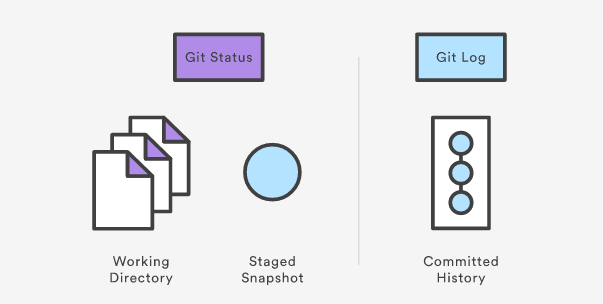 Git Status
Git Log
Working
Directory
Staged
Snapshot
Committed
History